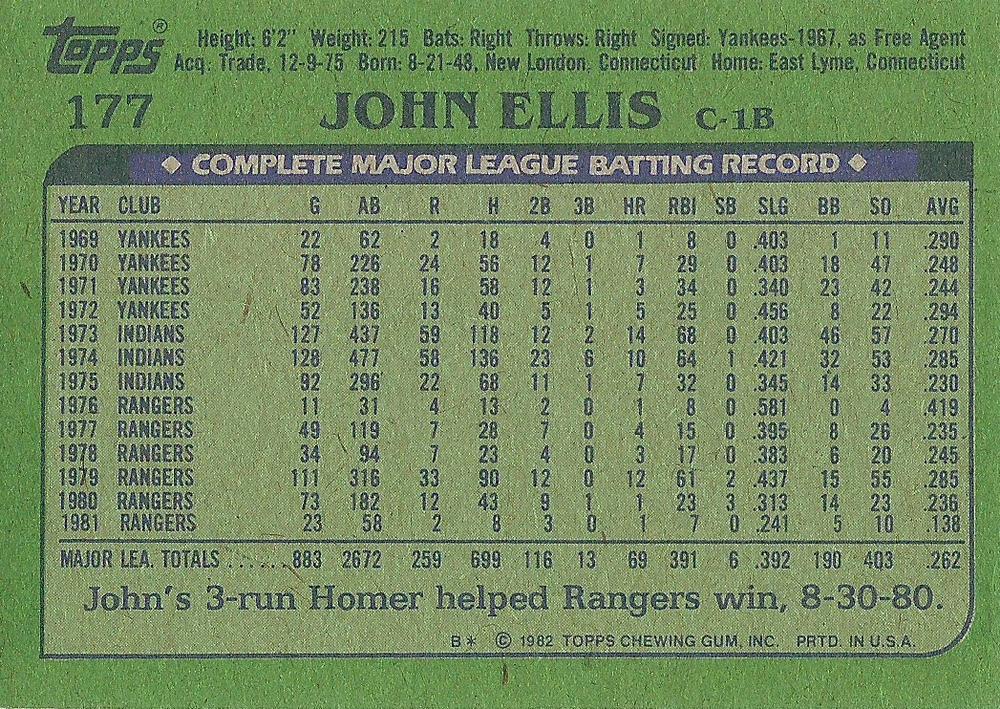 Topps®
Height: 6'2" Weight: 215 Bats: Right Throws: Right Signed: Yankees-1967, as Free Agent
Acq. Trade, 12-9-75 Born: 8-21-48, New London, Connecticut Home: East Lyme, Connecticut
177 JOHN ELLIS C-1B
◆ COMPLETE MAJOR LEAGUE BATTING RECORD ◆
YEAR CLUB G AB R H 2B 3B HR RBI SB SLG BB SO AVG
1969 YANKEES 22 62 2 18 4 0 1 8 0 .403 1 11 .290
1970 YANKEES 78 226 24 56 12 1 7 29 0 .403 18 47 .248
1971 YANKEES 83 238 16 58 12 1 3 34 0 .340 23 42 .244
1972 YANKEES 52 136 13 40 5 1 5 25 0 .456 8 22 .294
1973 INDIANS 127 437 59 118 12 2 14 68 0 .403 46 57 .270
1974 INDIANS 128 477 58 136 23 6 10 64 1 .421 32 53 .285
1975 INDIANS 92 296 22 68 11 1 7 32 0 .345 14 33 .230
1976 RANGERS 11 31 4 13 2 0 1 8 0 .581 0 4 .419
1977 RANGERS 49 119 7 28 7 0 4 15 0 .395 8 26 .235
1978 RANGERS 34 94 7 23 4 0 3 17 0 .383 6 20 .245
1979 RANGERS 111 316 33 90 12 0 12 61 2 .437 15 55 .285
1980 RANGERS 73 182 12 43 9 1 1 23 3 .313 14 23 .236
1981 RANGERS 23 58 2 8 3 0 1 7 0 .241 5 10 .138
MAJOR LEA. TOTALS ......883 2672 259 699 116 13 69 391 6 .392 190 403 .262
John's 3-run Homer helped Rangers win, 8-30-80.
B* © 1982 TOPPS CHEWING GUM, INC. PRTD. IN U.S.A.